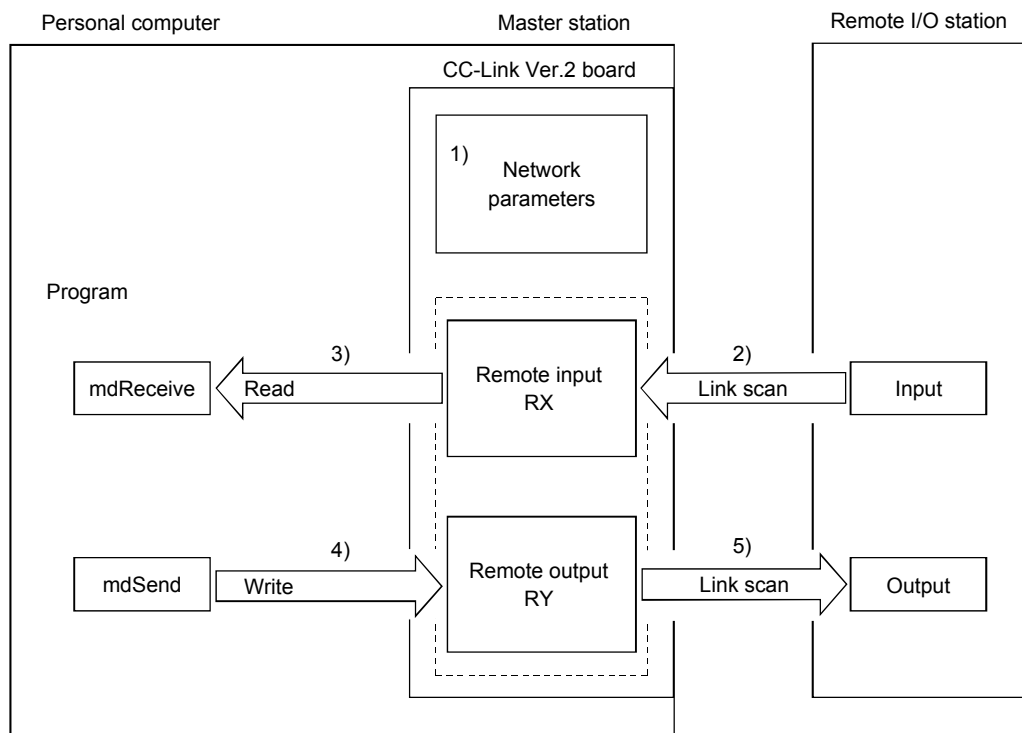 Personal computer
Master station
Remote I/O station
CC-Link Ver.2 board
1)
Network
parameters
Program
3)
2)
mdReceive
Read
Remote input
RX
Link scan
Input
4)
5)
mdSend
Write
Remote output
RY
Link scan
Output